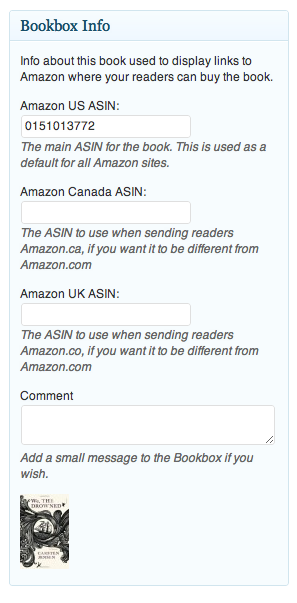 Bookbox Info
Info about this book used to display links to
Amazon where your readers can buy the book.
Amazon US ASIN:
0151013772
The main ASIN for the book. This is used as a
default for all Amazon sites.
Amazon Canada ASIN:
The ASIN to use when sending readers
Amazon.ca, if you want it to be different from
Amazon.com
Amazon UK ASIN:
The ASIN to use when sending readers
Amazon.co, if you want it to be different from
Amazon.com
Comment
Add a small message to the Bookbox if you
wish.
We, THE
DROWNED
CARSTEN
JENSEN